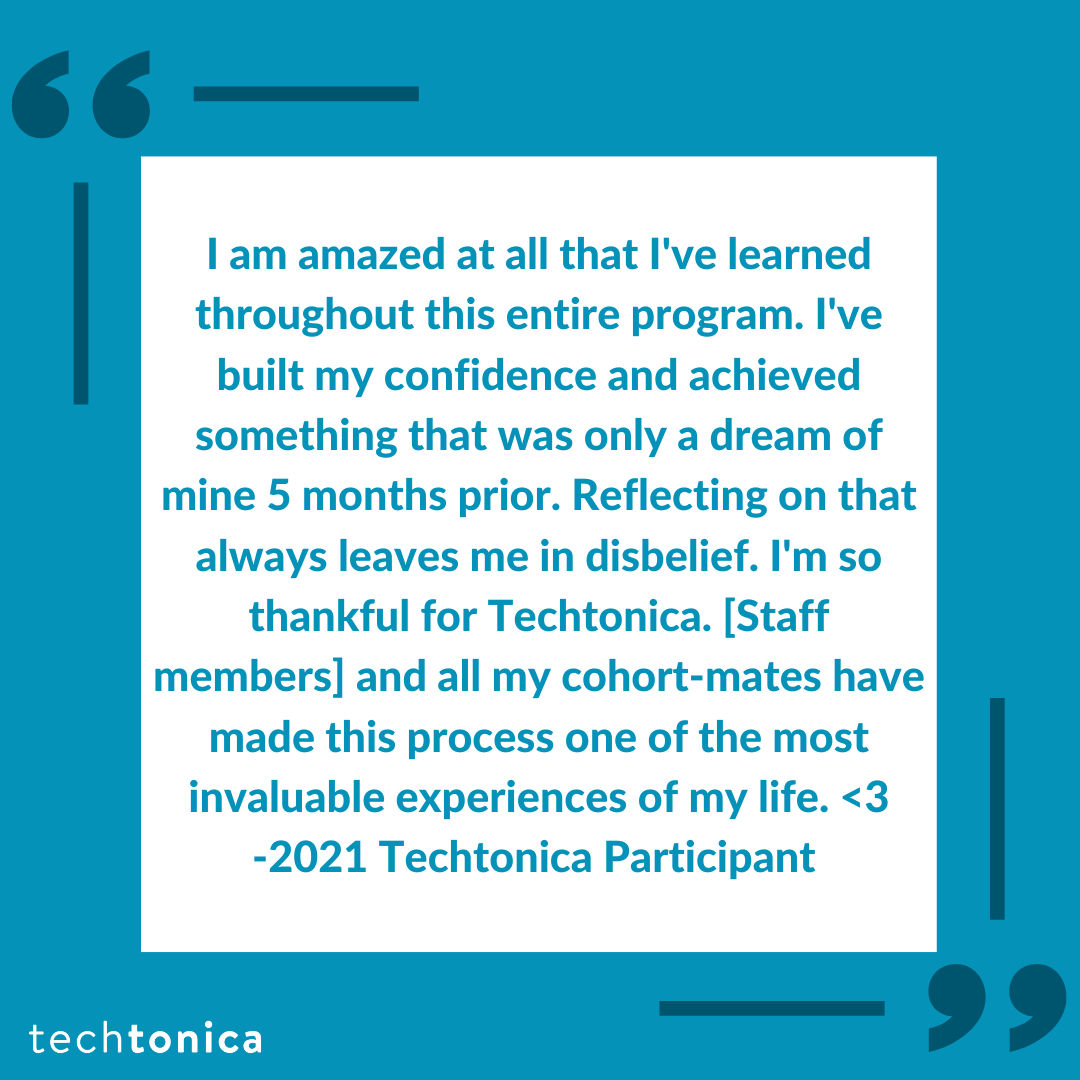 I am amazed at all that I've learned
throughout this entire program. I've
built my confidence and achieved
something that was only a dream of
mine 5 months prior. Reflecting on that
always leaves me in disbelief. I'm so
thankful for Techtonica. [Staff
members] and all my cohort-mates have
made this process one of the most
invaluable experiences of my life. <3
-2021 Techtonica Participant
techtonica